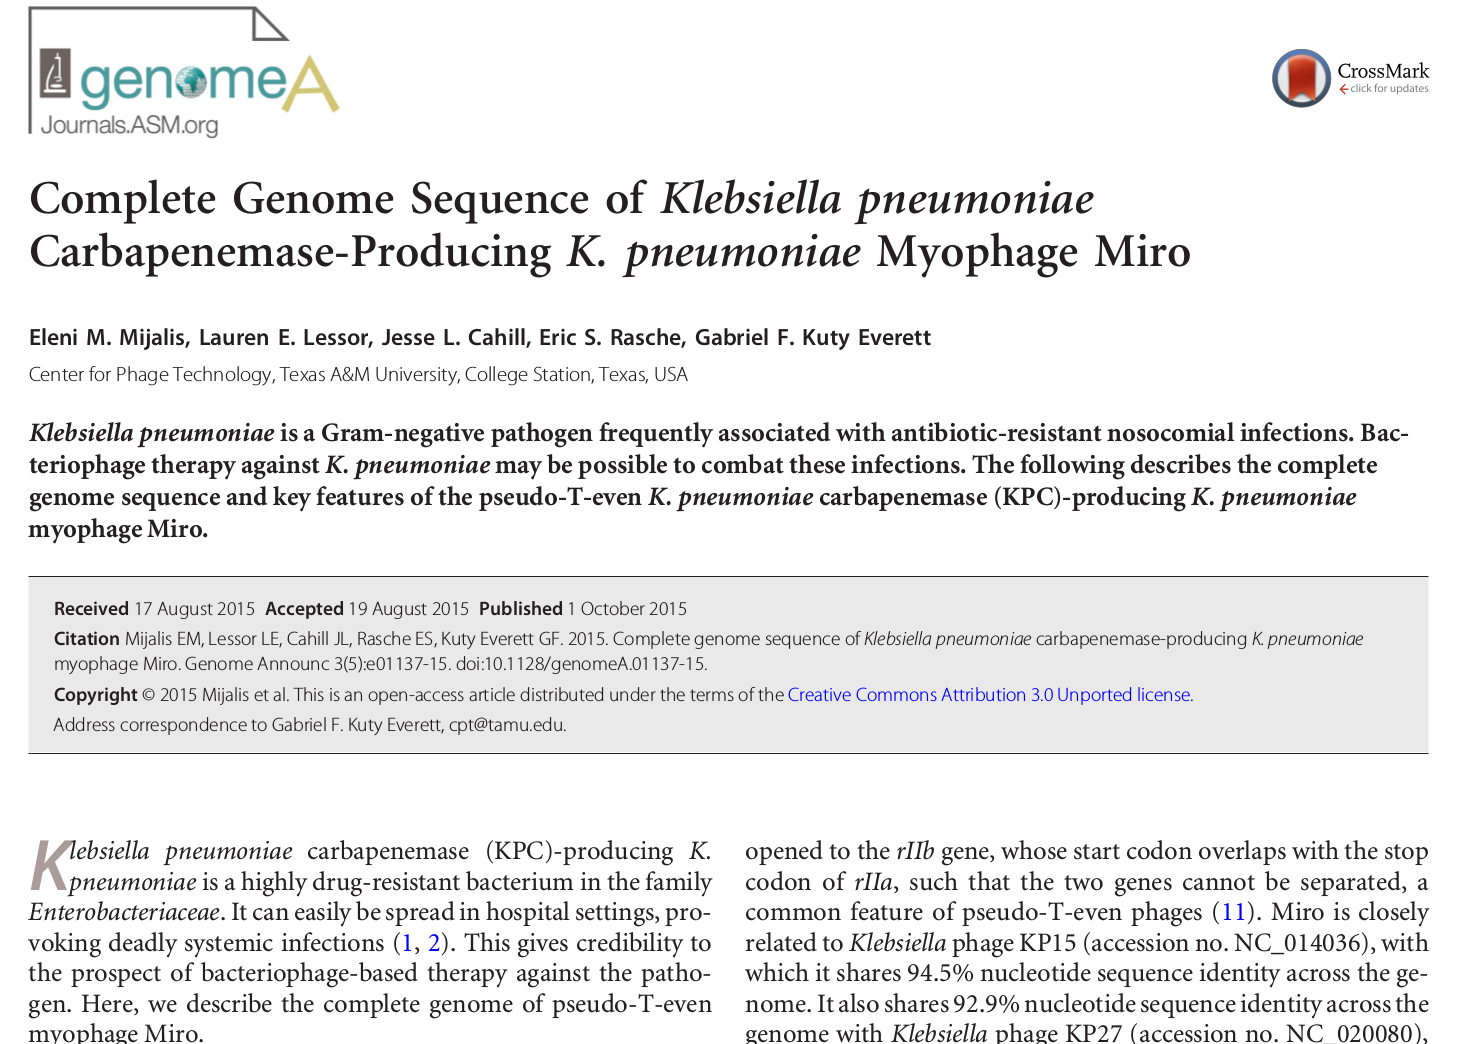 genomeA
Journals.ASM.org
CrossMark
click for updates
Complete Genome Sequence of Klebsiella pneumoniae
Carbapenemase-Producing K. pneumoniae Myophage Miro
Eleni M. Mijalis, Lauren E. Lessor, Jesse L. Cahill, Eric S. Rasche, Gabriel F. Kuty Everett
Center for Phage Technology, Texas A&M University, College Station, Texas, USA
Klebsiella pneumoniae is a Gram-negative pathogen frequently associated with antibiotic-resistant nosocomial infections. Bac-
teriophage therapy against K. pneumoniae may be possible to combat these infections. The following describes the complete
genome sequence and key features of the pseudo-T-even K. pneumoniae carbapenemase (KPC)-producing K. pneumoniae
myophage Miro.
Received 17 August 2015 Accepted 19 August 2015 Published 1 October 2015
Citation Mijalis EM, Lessor LE, Cahill JL, Rasche ES, Kuty Everett GF. 2015. Complete genome sequence of Klebsiella pneumoniae carbapenemase-producing K. pneumoniae
myophage Miro. Genome Announc 3(5):e01137-15. doi:10.1128/genomeA.01137-15.
Copyright © 2015 Mijalis et al. This is an open-access article distributed under the terms of the Creative Commons Attribution 3.0 Unported license.
Address correspondence to Gabriel F. Kuty Everett, cpt@tamu.edu.
Klebsiella pneumoniae carbapenemase (KPC)-producing K.
pneumoniae is a highly drug-resistant bacterium in the family
Enterobacteriaceae. It can easily be spread in hospital settings, pro-
voking deadly systemic infections (1, 2). This gives credibility to
the prospect of bacteriophage-based therapy against the patho-
gen. Here, we describe the complete genome of pseudo-T-even
myophage Miro.
opened to the rIIb gene, whose start codon overlaps with the stop
codon of rIIa, such that the two genes cannot be separated, a
common feature of pseudo-T-even phages (11). Miro is closely
related to Klebsiella phage KP15 (accession no. NC_014036), with
which it shares 94.5% nucleotide sequence identity across the ge-
nome. It also shares 92.9% nucleotide sequence identity across the
genome with Klebsiella phage KP27 (accession no. NC_020080),